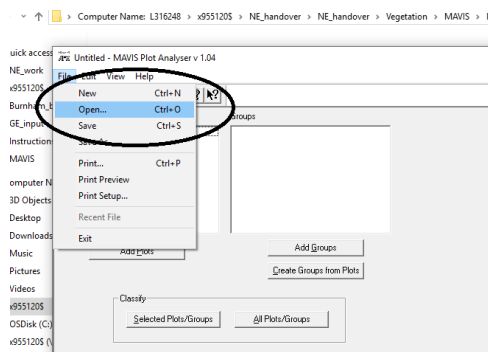 > Computer Name: L316248 > x955120$ > NE_handover > NE_handover > Vegetation > MAVIS >
uick access
NE_work
x955120$
Burnham_b
GE_input
Instruction
MAVIS
omputer N
3D Objects
Desktop
Downloads
Music
Pictures
Videos
x955120$
OSDisk (C:)
x955120$ (\
Untitled - MAVIS Plot Analyser v 1.04
File Edit View Help
New Ctrl+N
Open... Ctrl+O
Save Ctrl+S
Save As...
Print... Ctrl+P
Print Preview
Print Setup...
Recent File
Exit
Groups
Add Plots
Add Groups
Create Groups from Plots
Classify
Selected Plots/Groups
All Plots/Groups